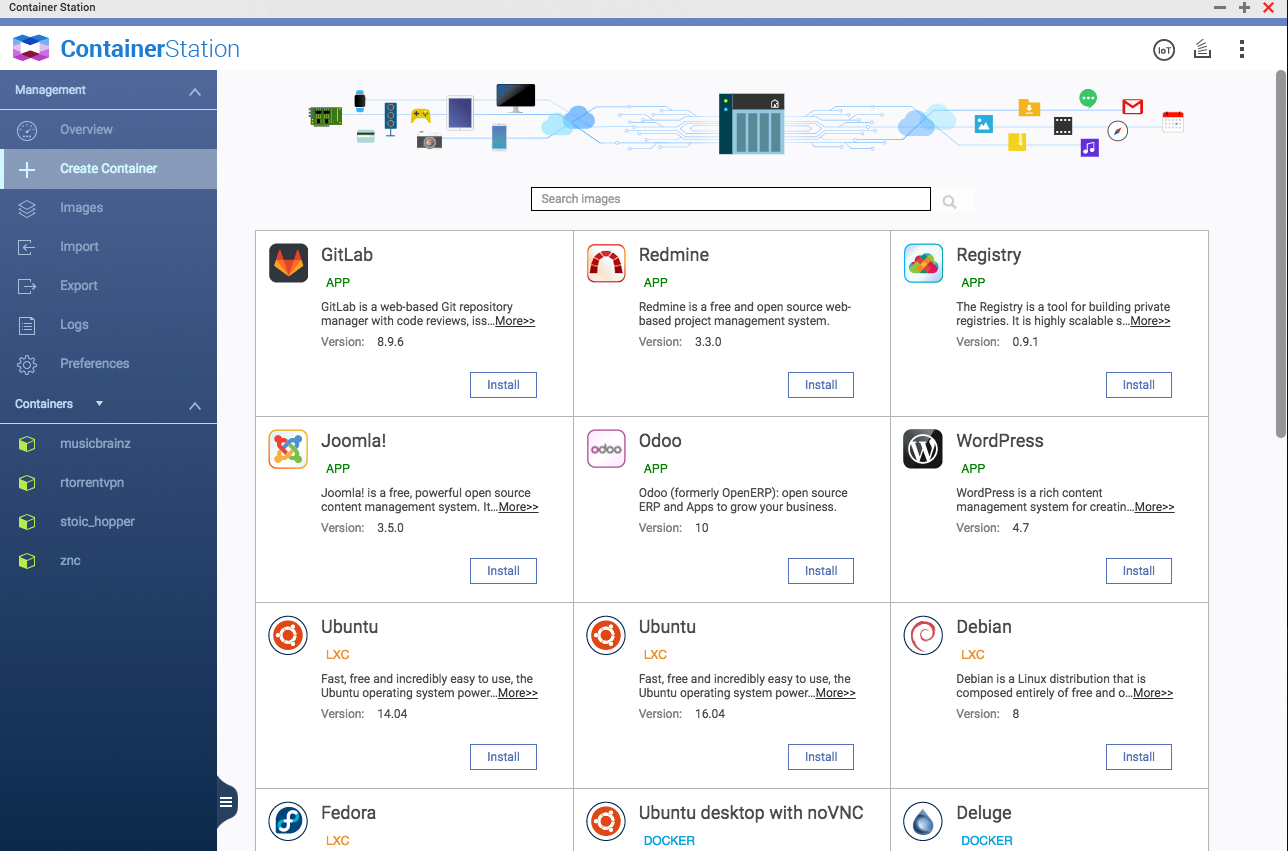 Container Station
ContainerStation
IoT
Management
Overview
Create Container
Images
Import
Export
Logs
Preferences
Containers
musicbrainz
rtorrentvpn
stoic_hopper
znc
Search images
GitLab
APP
GitLab is a web-based Git repository
manager with code reviews, iss...More>>
Version: 8.9.6
Install
Redmine
APP
Redmine is a free and open source web-
based project management system.
Version: 3.3.0
Install
Registry
APP
The Registry is a tool for building private
registries. It is highly scalable s...More>>
Version: 0.9.1
Install
Joomla!
APP
Joomla! is a free, powerful open source
content management system. It...More>>
Version: 3.5.0
Install
odoo
Odoo
APP
Odoo (formerly OpenERP): open source
ERP and Apps to grow your business.
Version: 10
Install
WordPress
APP
WordPress is a rich content
management system for creatin...More>>
Version: 4.7
Install
Ubuntu
LXC
Fast, free and incredibly easy to use, the
Ubuntu operating system power...More>>
Version: 14.04
Install
Ubuntu
LXC
Fast, free and incredibly easy to use, the
Ubuntu operating system power...More>>
Version: 16.04
Install
Debian
LXC
Debian is a Linux distribution that is
composed entirely of free and o...More>>
Version: 8
Install
Fedora
LXC
Ubuntu desktop with noVNC
DOCKER
Deluge
DOCKER